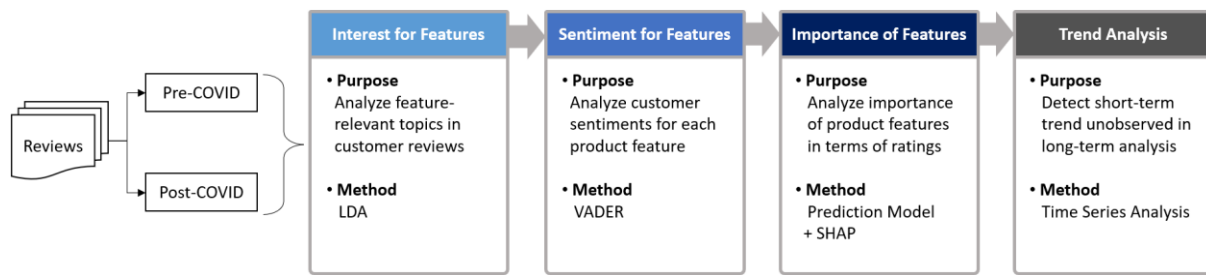 Reviews
Pre-COVID
Post-COVID
Interest for Features
• Purpose
Analyze feature-
relevant topics in
customer reviews
• Method
LDA
Sentiment for Features
• Purpose
Analyze customer
sentiments for each
product feature
• Method
VADER
Importance of Features
• Purpose
Analyze importance
of product features
in terms of ratings
• Method
Prediction Model
+ SHAP
Trend Analysis
• Purpose
Detect short-term
trend unobserved in
long-term analysis
• Method
Time Series Analysis